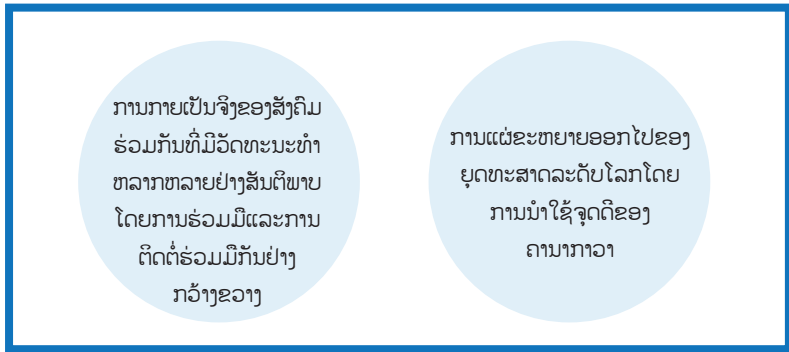 ການກາຍເປັນຈິງຂອງສັງຄົມ
ຮ່ວມກັນທີ່ມີວັດທະນະທຳ
ຫລາກຫລາຍຢ່າງສັນຕິພາບ
ໂດຍການຮ່ວມມືແລະການ
ຕິດຕໍ່ຮ່ວມມືກັນຢ່າງ
ກວ້າງຂວາງ
ການແຜ່ຂະຫຍາຍອອກໄປຂອງ
ຍຸດທະສາດລະດັບໂລກໂດຍ
ການນຳໃຊ້ຈຸດດີຂອງ
ຄານາກາວາ